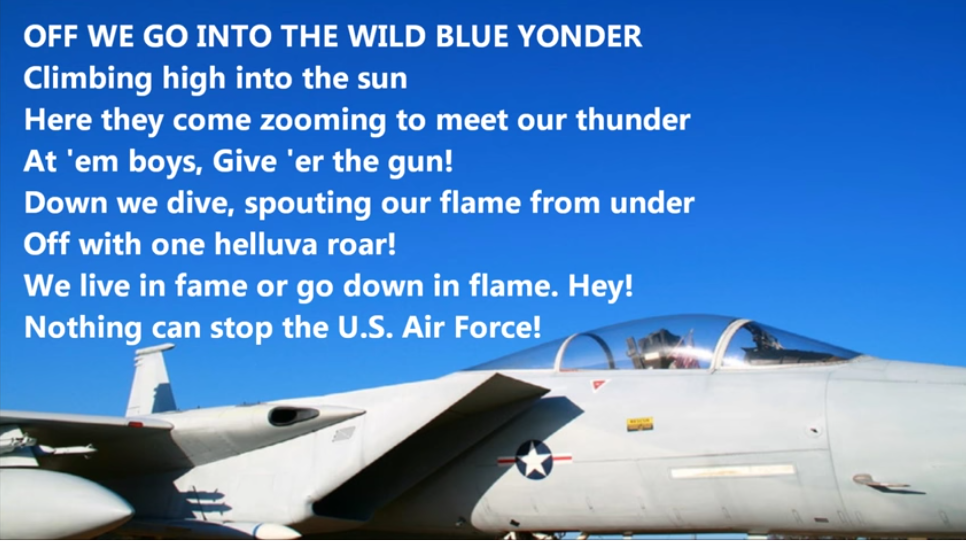 OFF WE GO INTO THE WILD BLUE YONDER
Climbing high into the sun
Here they come zooming to meet our thunder
At 'em boys, Give 'er the gun!
Down we dive, spouting our flame from under
Off with one helluva roar!
We live in fame or go down in flame. Hey!
Nothing can stop the U.S. Air Force!